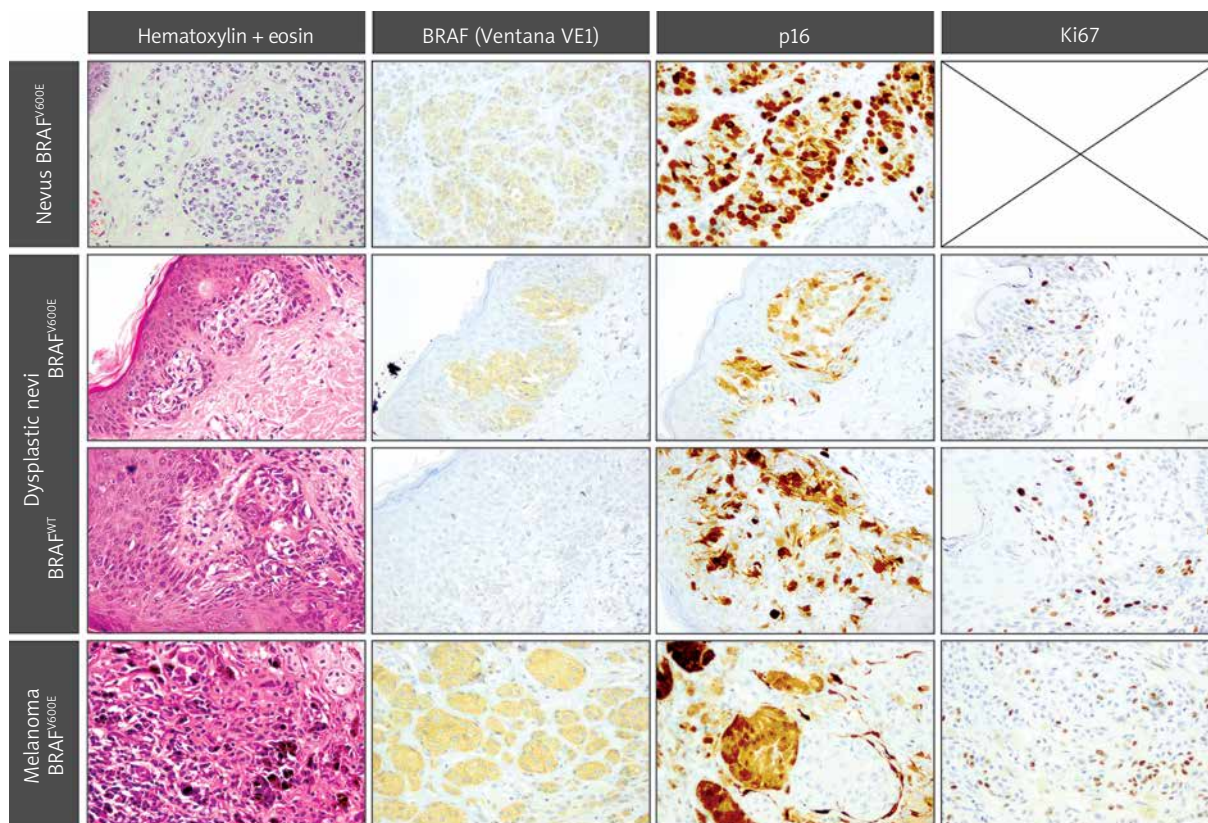 Hematoxylin + eosin
BRAF (Ventana VE1)
p16
Ki67
Nevus BRAFV600E
Dysplastic nevi
BRAFV600E
BRAFWT
Melanoma
BRAFV600E